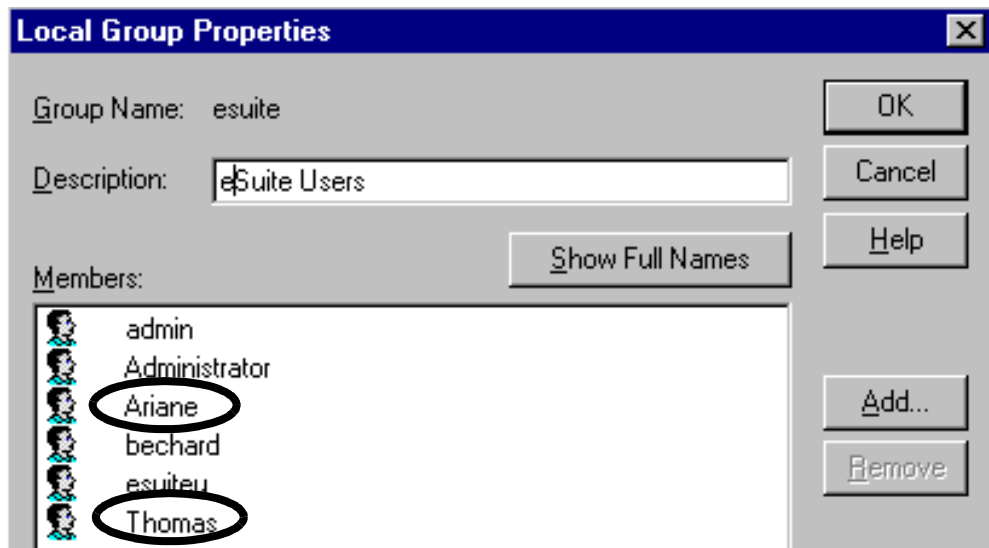 Local Group Properties
Group Name: esuite
OK
Description: eSuite Users
Cancel
Show Full Names
Help
Members:
admin
Administrator
Ariane
Add...
bechard
Remove
esuiteu
Thomas